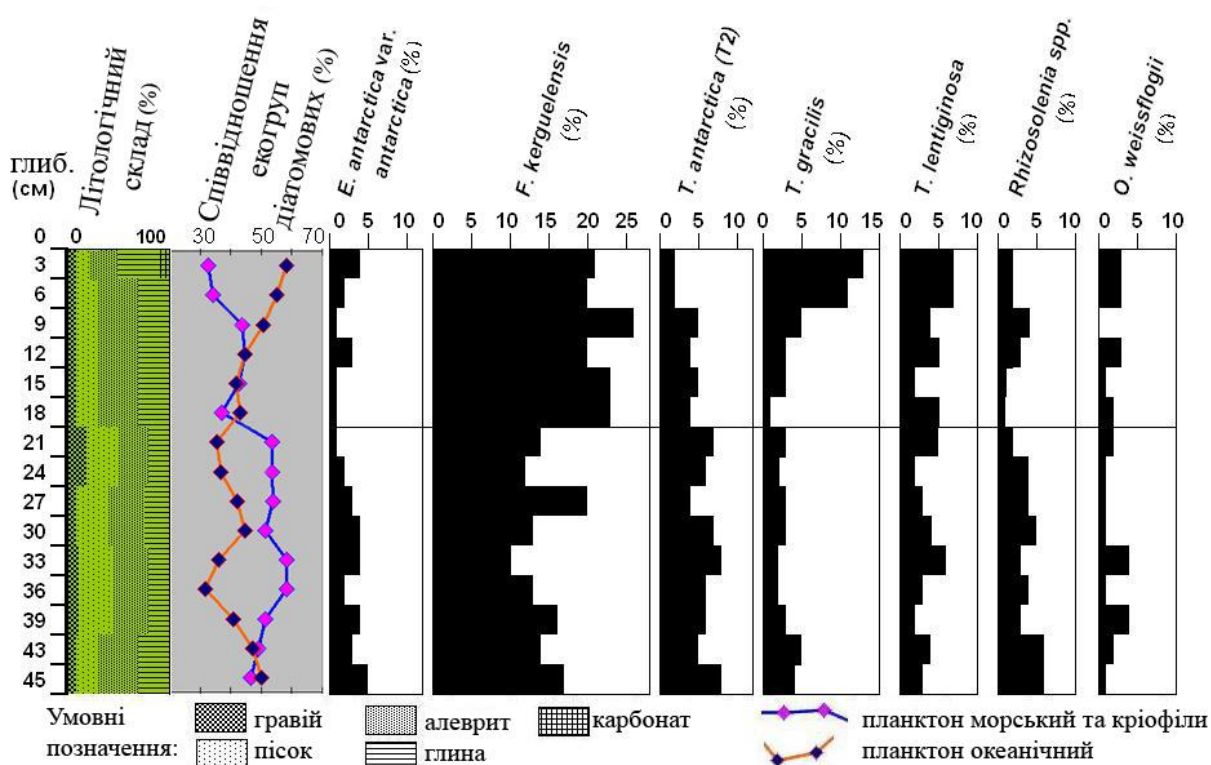 глиб.
(см)
Літологічний
склад (%)
Співвідношення
екогруп
діатомових (%)
E. antarctica var.
antarctica (%)
F. kerguelensis
(%)
T. antarctica (T2)
(%)
T. gracilis
(%)
T. lentiginosa
(%)
Rhizosolenia spp.
(%)
O. weissflogii
(%)
0 100
30 50 70
0 5 10
0 5 10 15 20 25
0 5 10
0 5 10 15
0 5 10
0 5 10
0 5 10
0
3
6
9
12
15
18
21
24
27
30
33
36
39
43
45
Умовні
позначення:
гравій
пісок
алеврит
глина
карбонат
планктон морський та кріофіли
планктон океанічний